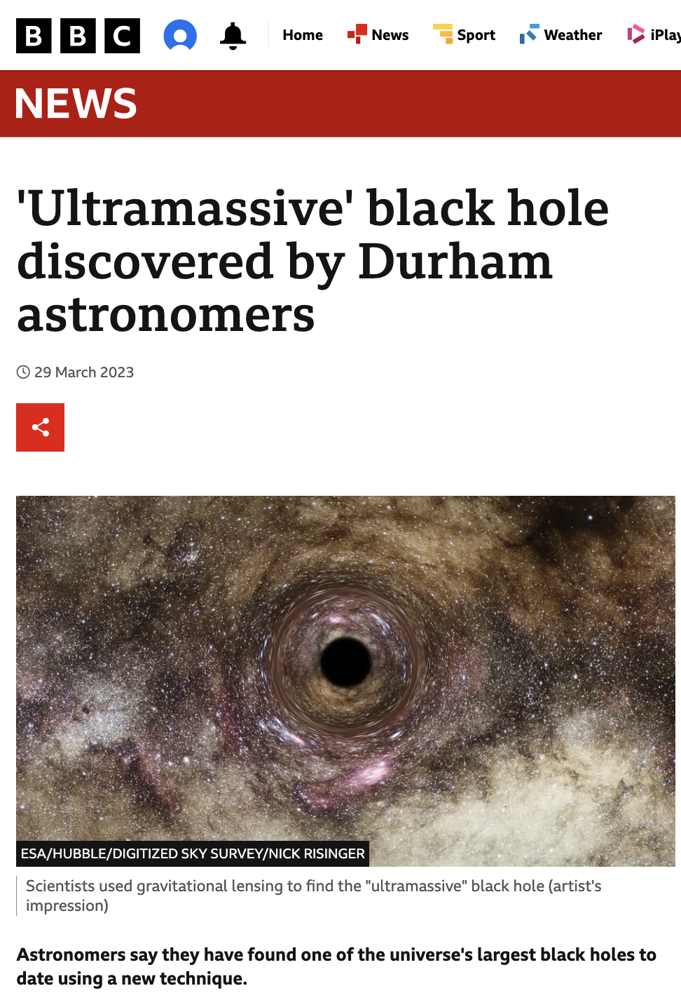 BBC
Home
News
Sport
Weather
iPlay
NEWS
'Ultramassive' black hole
discovered by Durham
astronomers
29 March 2023
ESA/HUBBLE/DIGITIZED SKY SURVEY/NICK RISINGER
Scientists used gravitational lensing to find the "ultramassive" black hole (artist's
impression)
Astronomers say they have found one of the universe's largest black holes to
date using a new technique.